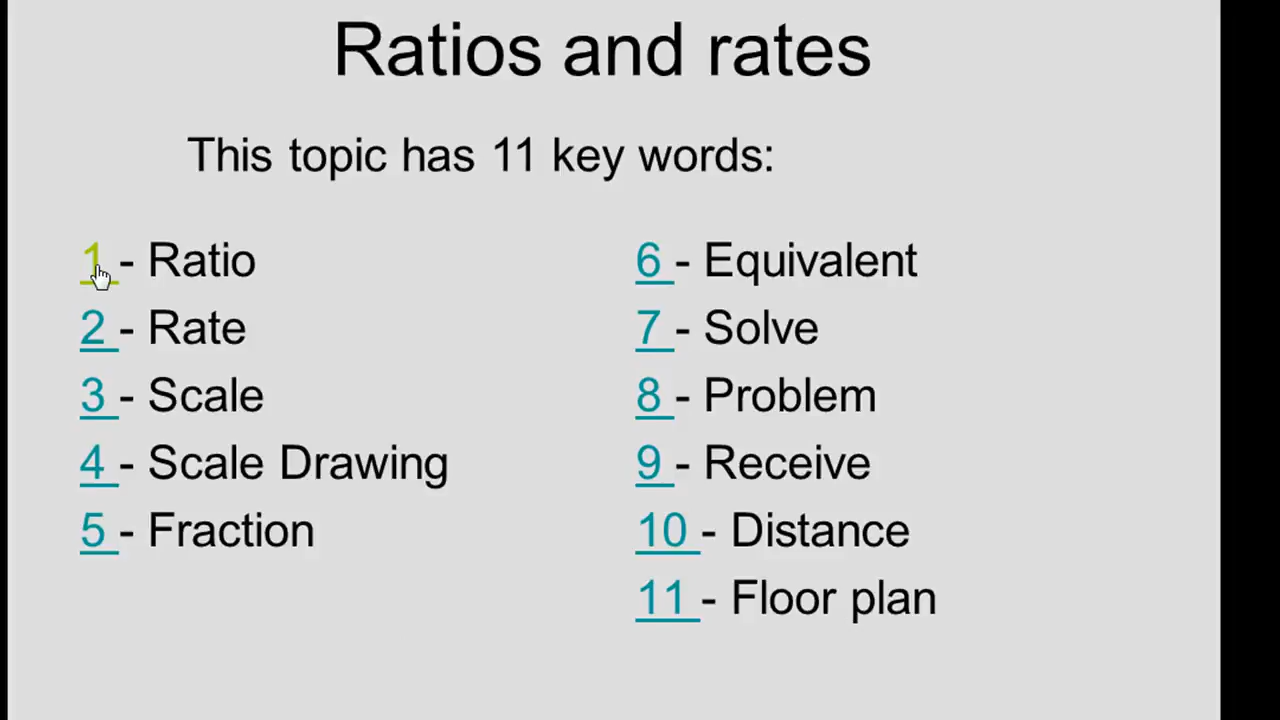 Ratios and rates
This topic has 11 key words:
1 - Ratio
2 - Rate
3 - Scale
4 - Scale Drawing
5 - Fraction
6 - Equivalent
7 - Solve
8 - Problem
9 - Receive
10 - Distance
11 - Floor plan